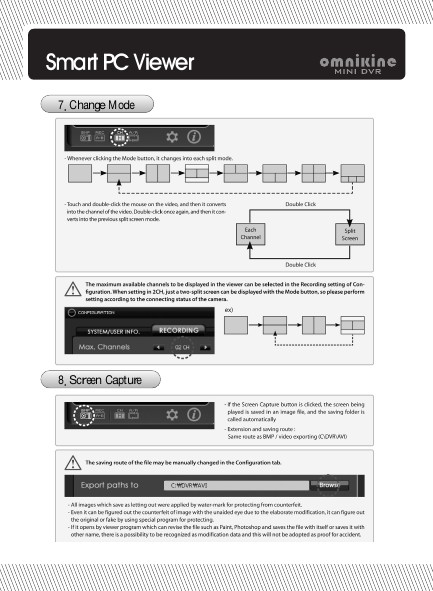 Smart PC Viewer
omnikine
MINI DVR
7. Change Mode
- Whenever clicking the Mode button, it changes into each split mode.
- Touch and double-click the mouse on the video, and then it converts
into the channel of the video. Double-click once again, and then it con-
verts into the previous split screen mode.
Double Click
Each
Channel
Split
Screen
Double Click
The maximum available channels to be displayed in the viewer can be selected in the Recording setting of Con-
figuration. When setting in 2CH, just a two-split screen can be displayed with the Mode button, so please perform
setting according to the connecting status of the camera.
CONFIGURATION
SYSTEM/USER INFO.
RECORDING
Max. Channels
02 CH
ex)
8. Screen Capture
- If the Screen Capture button is clicked, the screen being
played is saved in an image file, and the saving folder is
called automatically
- Extension and saving route :
Same route as BMP / video exporting (C:\DVR\AVI)
The saving route of the file may be manually changed in the Configuration tab.
Export paths to
C:₩DVR₩AVI
Browse
- All images which save as letting out were applied by water-mark for protecting from counterfeit.
- Even it can be figured out the counterfeit of image with the unaided eye due to the elaborate modification, it can figure out
the original or fake by using special program for protecting.
- If it opens by viewer program which can revise the file such as Paint, Photoshop and saves the file with itself or saves it with
other name, there is a possibility to be recognized as modification data and this will not be adopted as proof for accident.